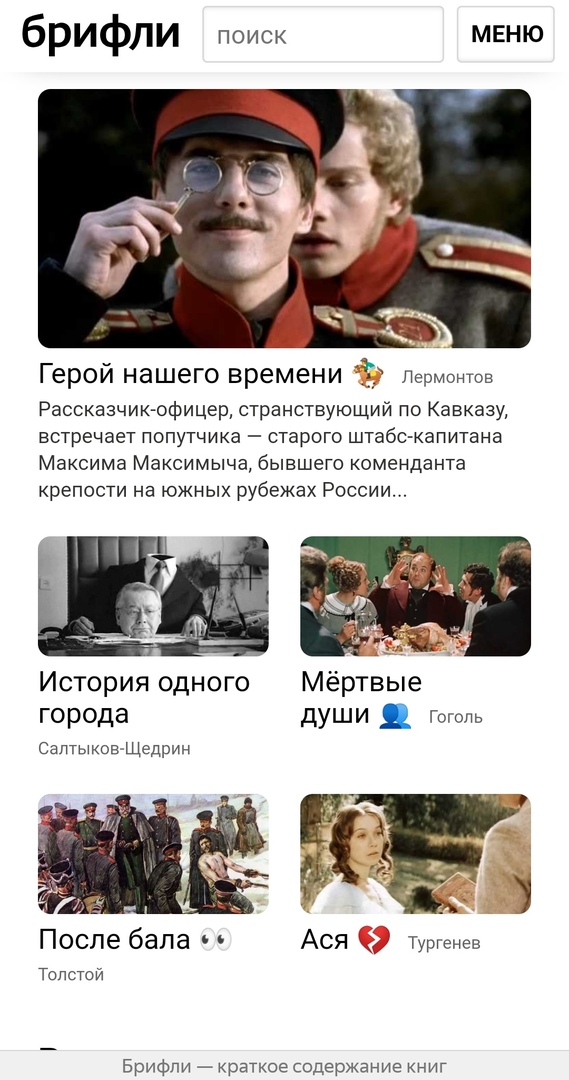 брифли
поиск
МЕНЮ
Герой нашего времени 🏇 Лермонтов
Рассказчик-офицер, странствующий по Кавказу,
встречает попутчика — старого штабс-капитана
Максима Максимыча, бывшего коменданта
крепости на южных рубежах России...
История одного
города
Салтыков-Щедрин
Мёртвые
души 👥 Гоголь
После бала 👀
Толстой
Ася 💔 Тургенев
Брифли — краткое содержание книг